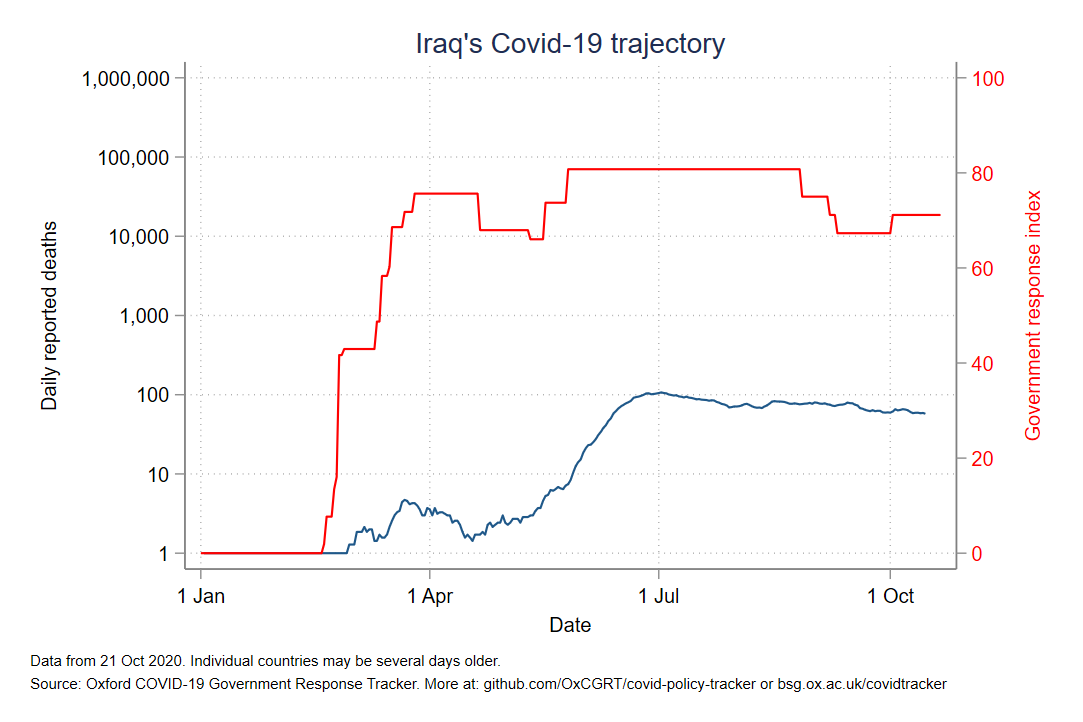 Iraq's Covid-19 trajectory
Daily reported deaths
1,000,000
100,000
10,000
1,000
100
10
1
100
80
60
40
20
0
Government response index
1 Jan
1 Apr
1 Jul
1 Oct
Date
Data from 21 Oct 2020. Individual countries may be several days older.
Source: Oxford COVID-19 Government Response Tracker. More at: github.com/OxCGRT/covid-policy-tracker or bsg.ox.ac.uk/covidtracker